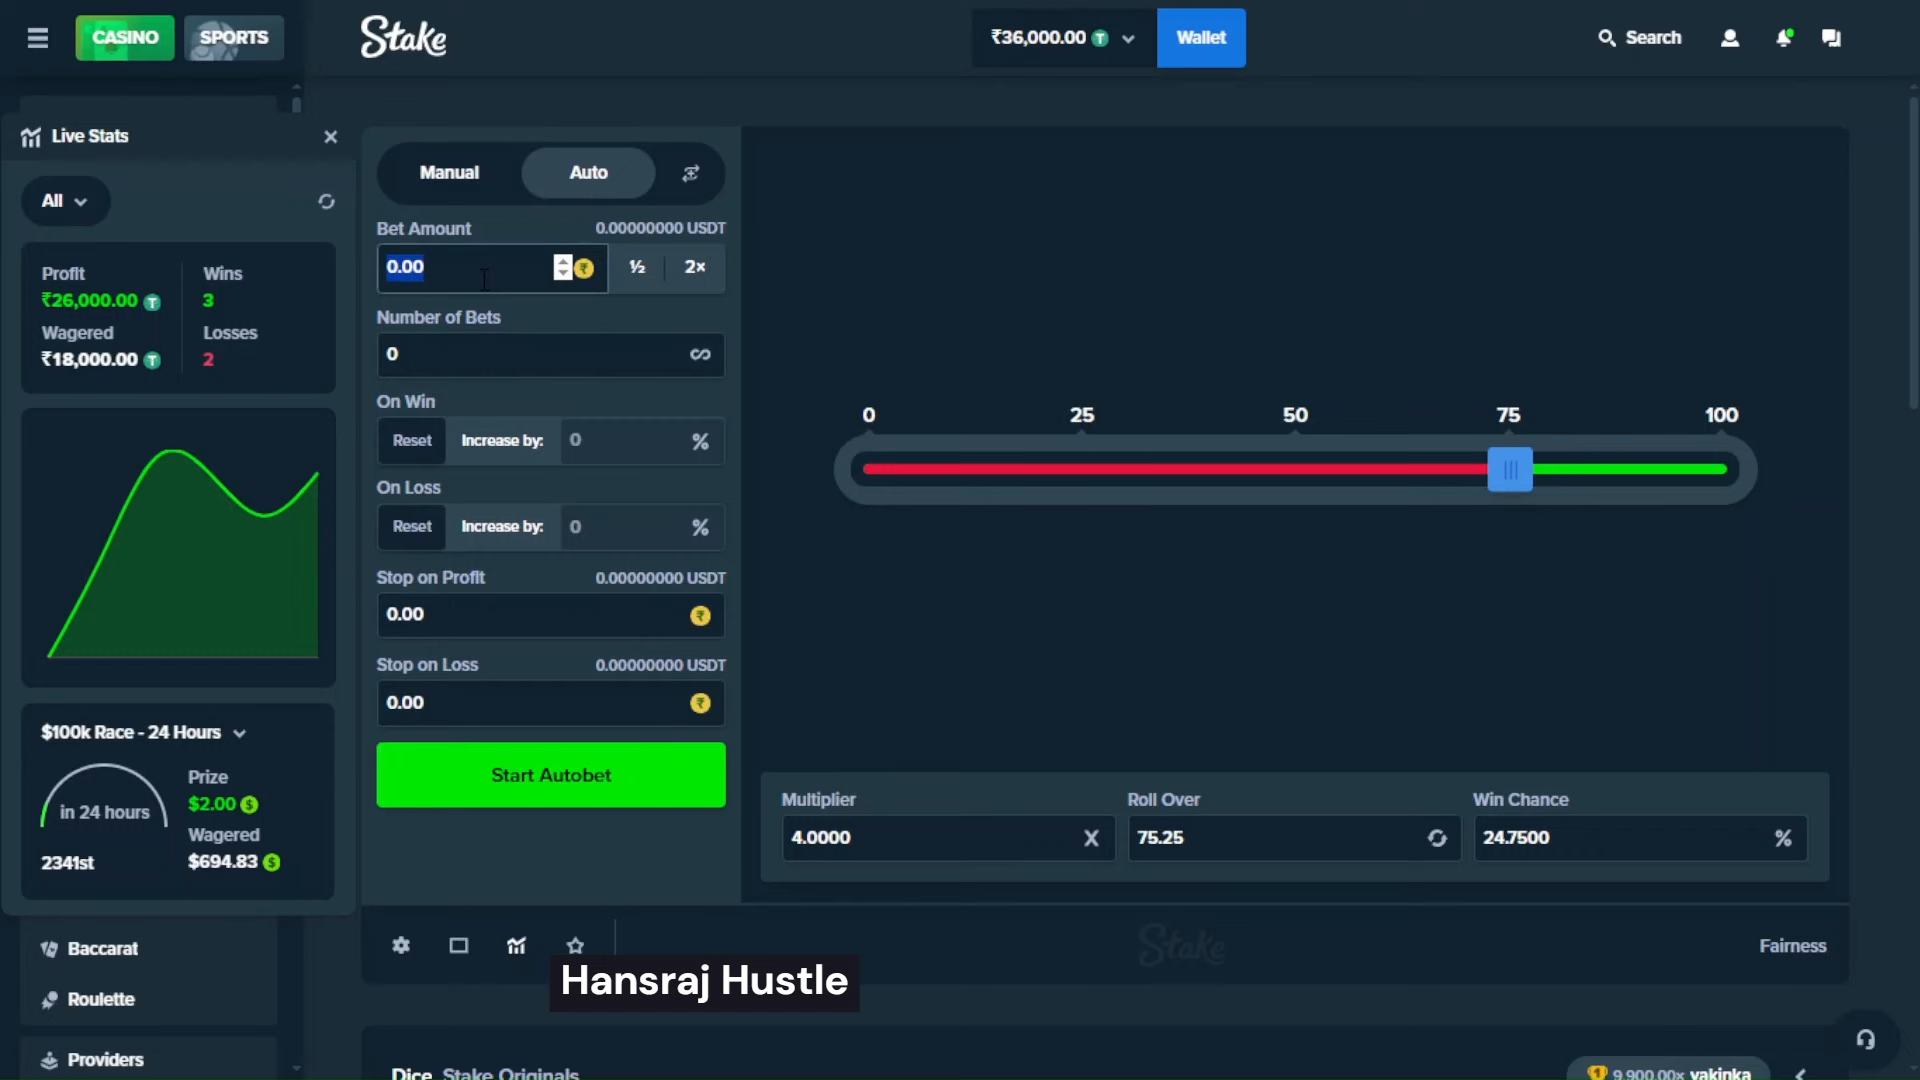 CASINO SPORTS Stake ₹36,000.00 Wallet Search
Live Stats
All
Profit Wins
₹26,000.00 3
Wagered Losses
₹18,000.00 2
$100k Race - 24 Hours
in 24 hours
2341st
Prize
$2.00
Wagered
$694.83
Baccarat
Roulette
Providers
Manual Auto
Bet Amount 0.00000000 USDT
0.00 ₹ ½ 2×
Number of Bets
0 ∞
On Win
Reset Increase by: 0 %
On Loss
Reset Increase by: 0 %
Stop on Profit 0.00000000 USDT
0.00 ₹
Stop on Loss 0.00000000 USDT
0.00 ₹
Start Autobet
0 25 50 75 100
Multiplier Roll Over Win Chance
4.0000 X 75.25 24.7500 %
Stake Fairness
Hansraj Hustle
Dice Stake Originals 9,900.00× vakinka